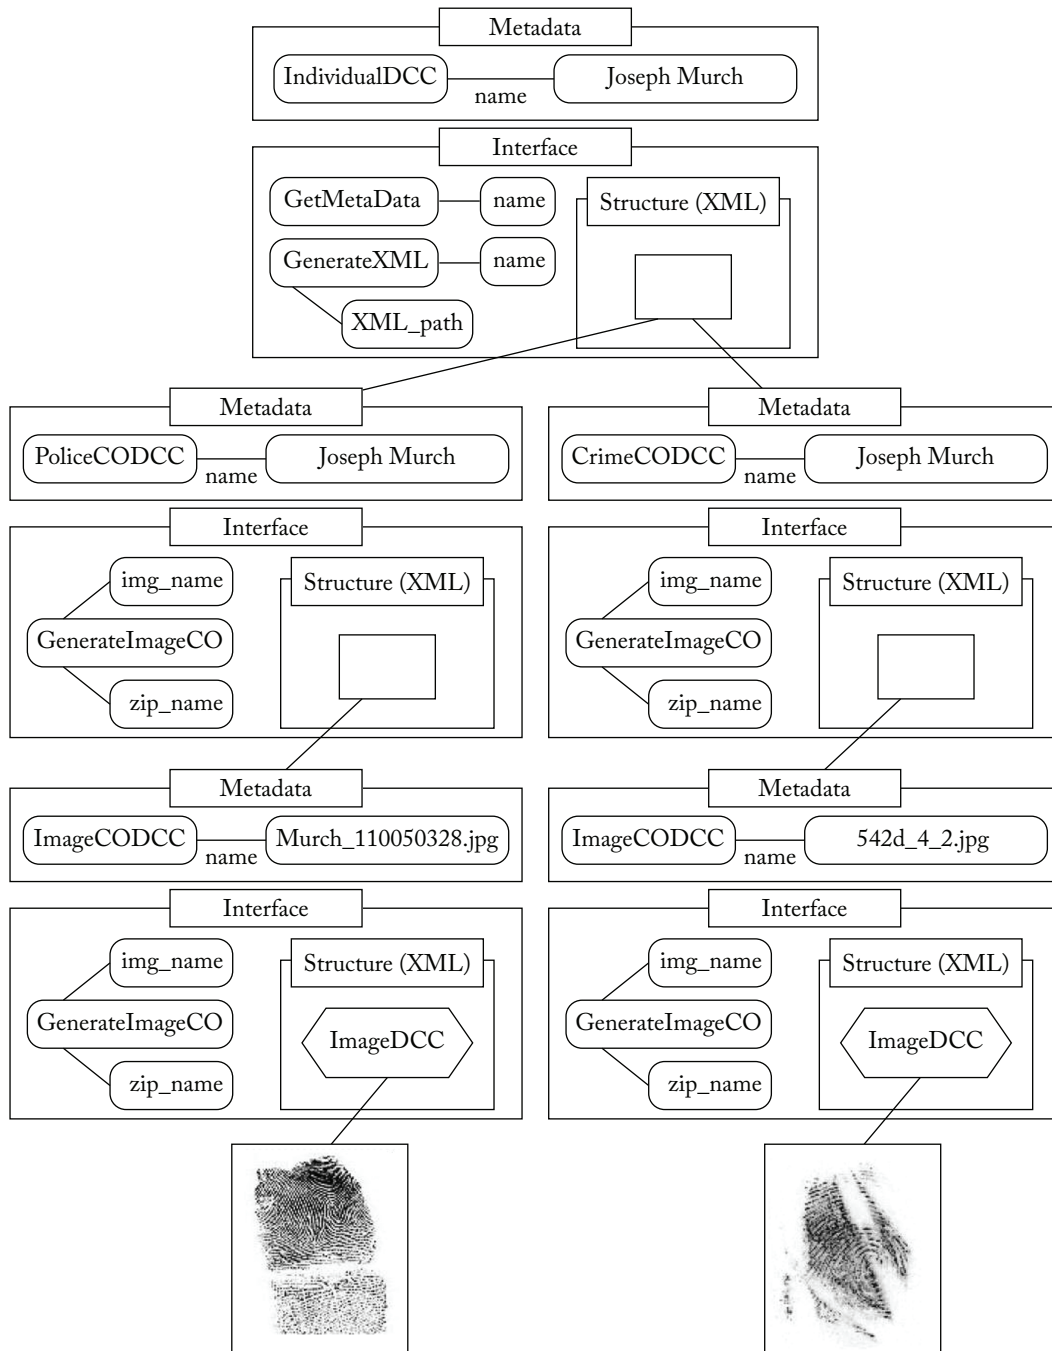 Metadata
IndividualDCC
name
Joseph Murch
Interface
GetMetaData
name
Structure (XML)
GenerateXML
name
XML_path
Metadata
PoliceCODCC
name
Joseph Murch
Metadata
CrimeCODCC
name
Joseph Murch
Interface
img_name
Structure (XML)
GenerateImageCO
zip_name
Interface
img_name
Structure (XML)
GenerateImageCO
zip_name
Metadata
ImageCODCC
name
Murch_110050328.jpg
Metadata
ImageCODCC
name
542d_4_2.jpg
Interface
img_name
Structure (XML)
GenerateImageCO
ImageDCC
zip_name
Interface
img_name
Structure (XML)
GenerateImageCO
ImageDCC
zip_name